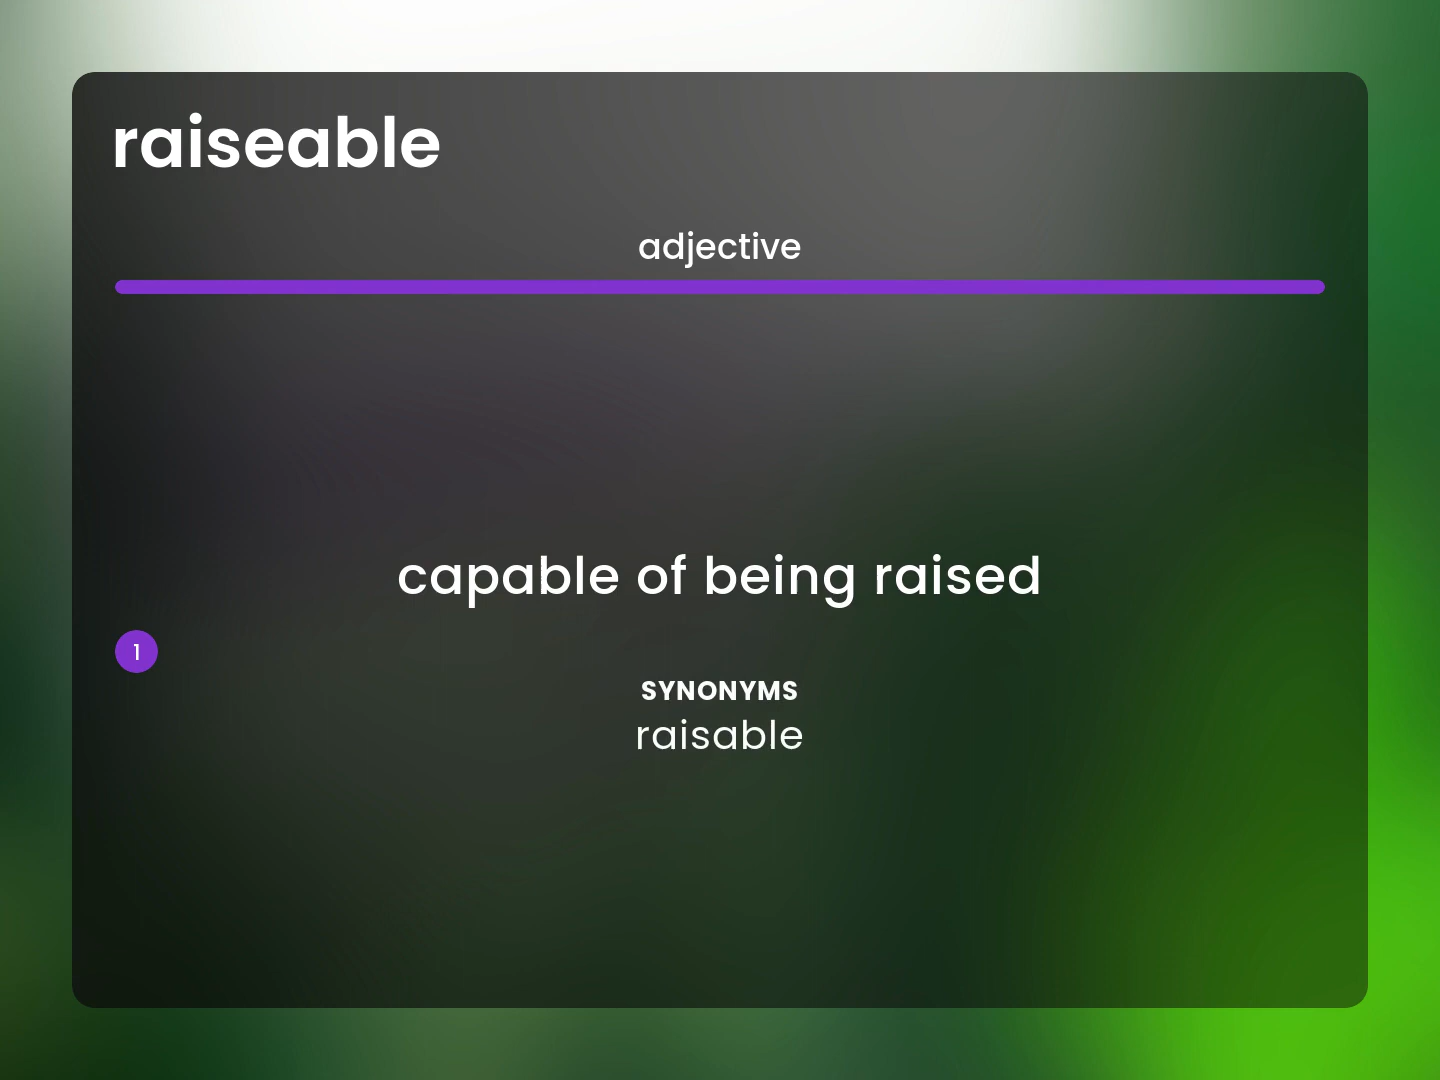 raiseable
adjective
capable of being raised
1
SYNONYMS
raisable